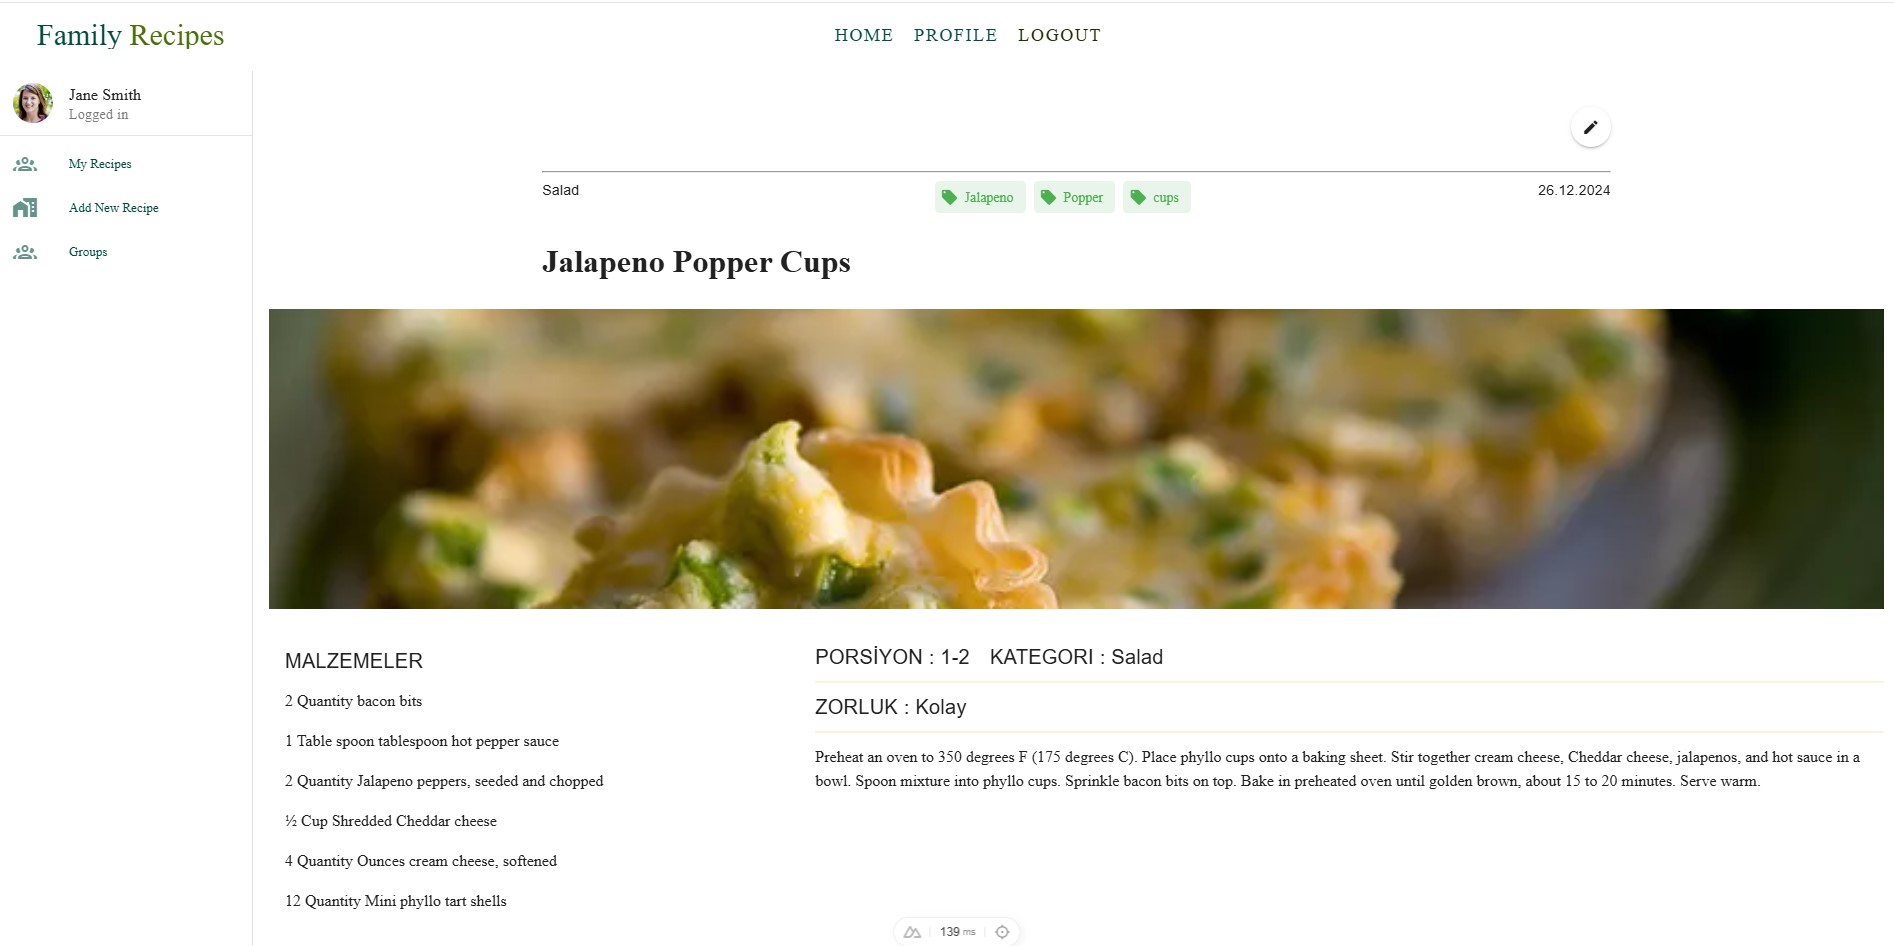 Family Recipes
HOME PROFILE LOGOUT
Jane Smith
Logged in
My Recipes
Add New Recipe
Groups
Salad
Jalapeno Popper cups
26.12.2024
Jalapeno Popper Cups
MALZEMELER
2 Quantity bacon bits
1 Table spoon tablespoon hot pepper sauce
2 Quantity Jalapeno peppers, seeded and chopped
½ Cup Shredded Cheddar cheese
4 Quantity Ounces cream cheese, softened
12 Quantity Mini phyllo tart shells
PORSİYON : 1-2 KATEGORI : Salad
ZORLUK : Kolay
Preheat an oven to 350 degrees F (175 degrees C). Place phyllo cups onto a baking sheet. Stir together cream cheese, Cheddar cheese, jalapenos, and hot sauce in a
bowl. Spoon mixture into phyllo cups. Sprinkle bacon bits on top. Bake in preheated oven until golden brown, about 15 to 20 minutes. Serve warm.
139 ms